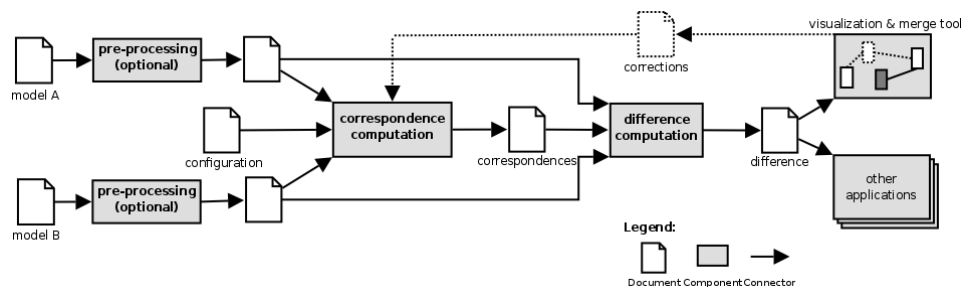 visualization & merge tool
pre-processing
(optional)
model A
corrections
correspondence
computation
difference
computation
configuration
correspondences
difference
pre-processing
(optional)
other
applications
model B
Legend:
Document Component Connector